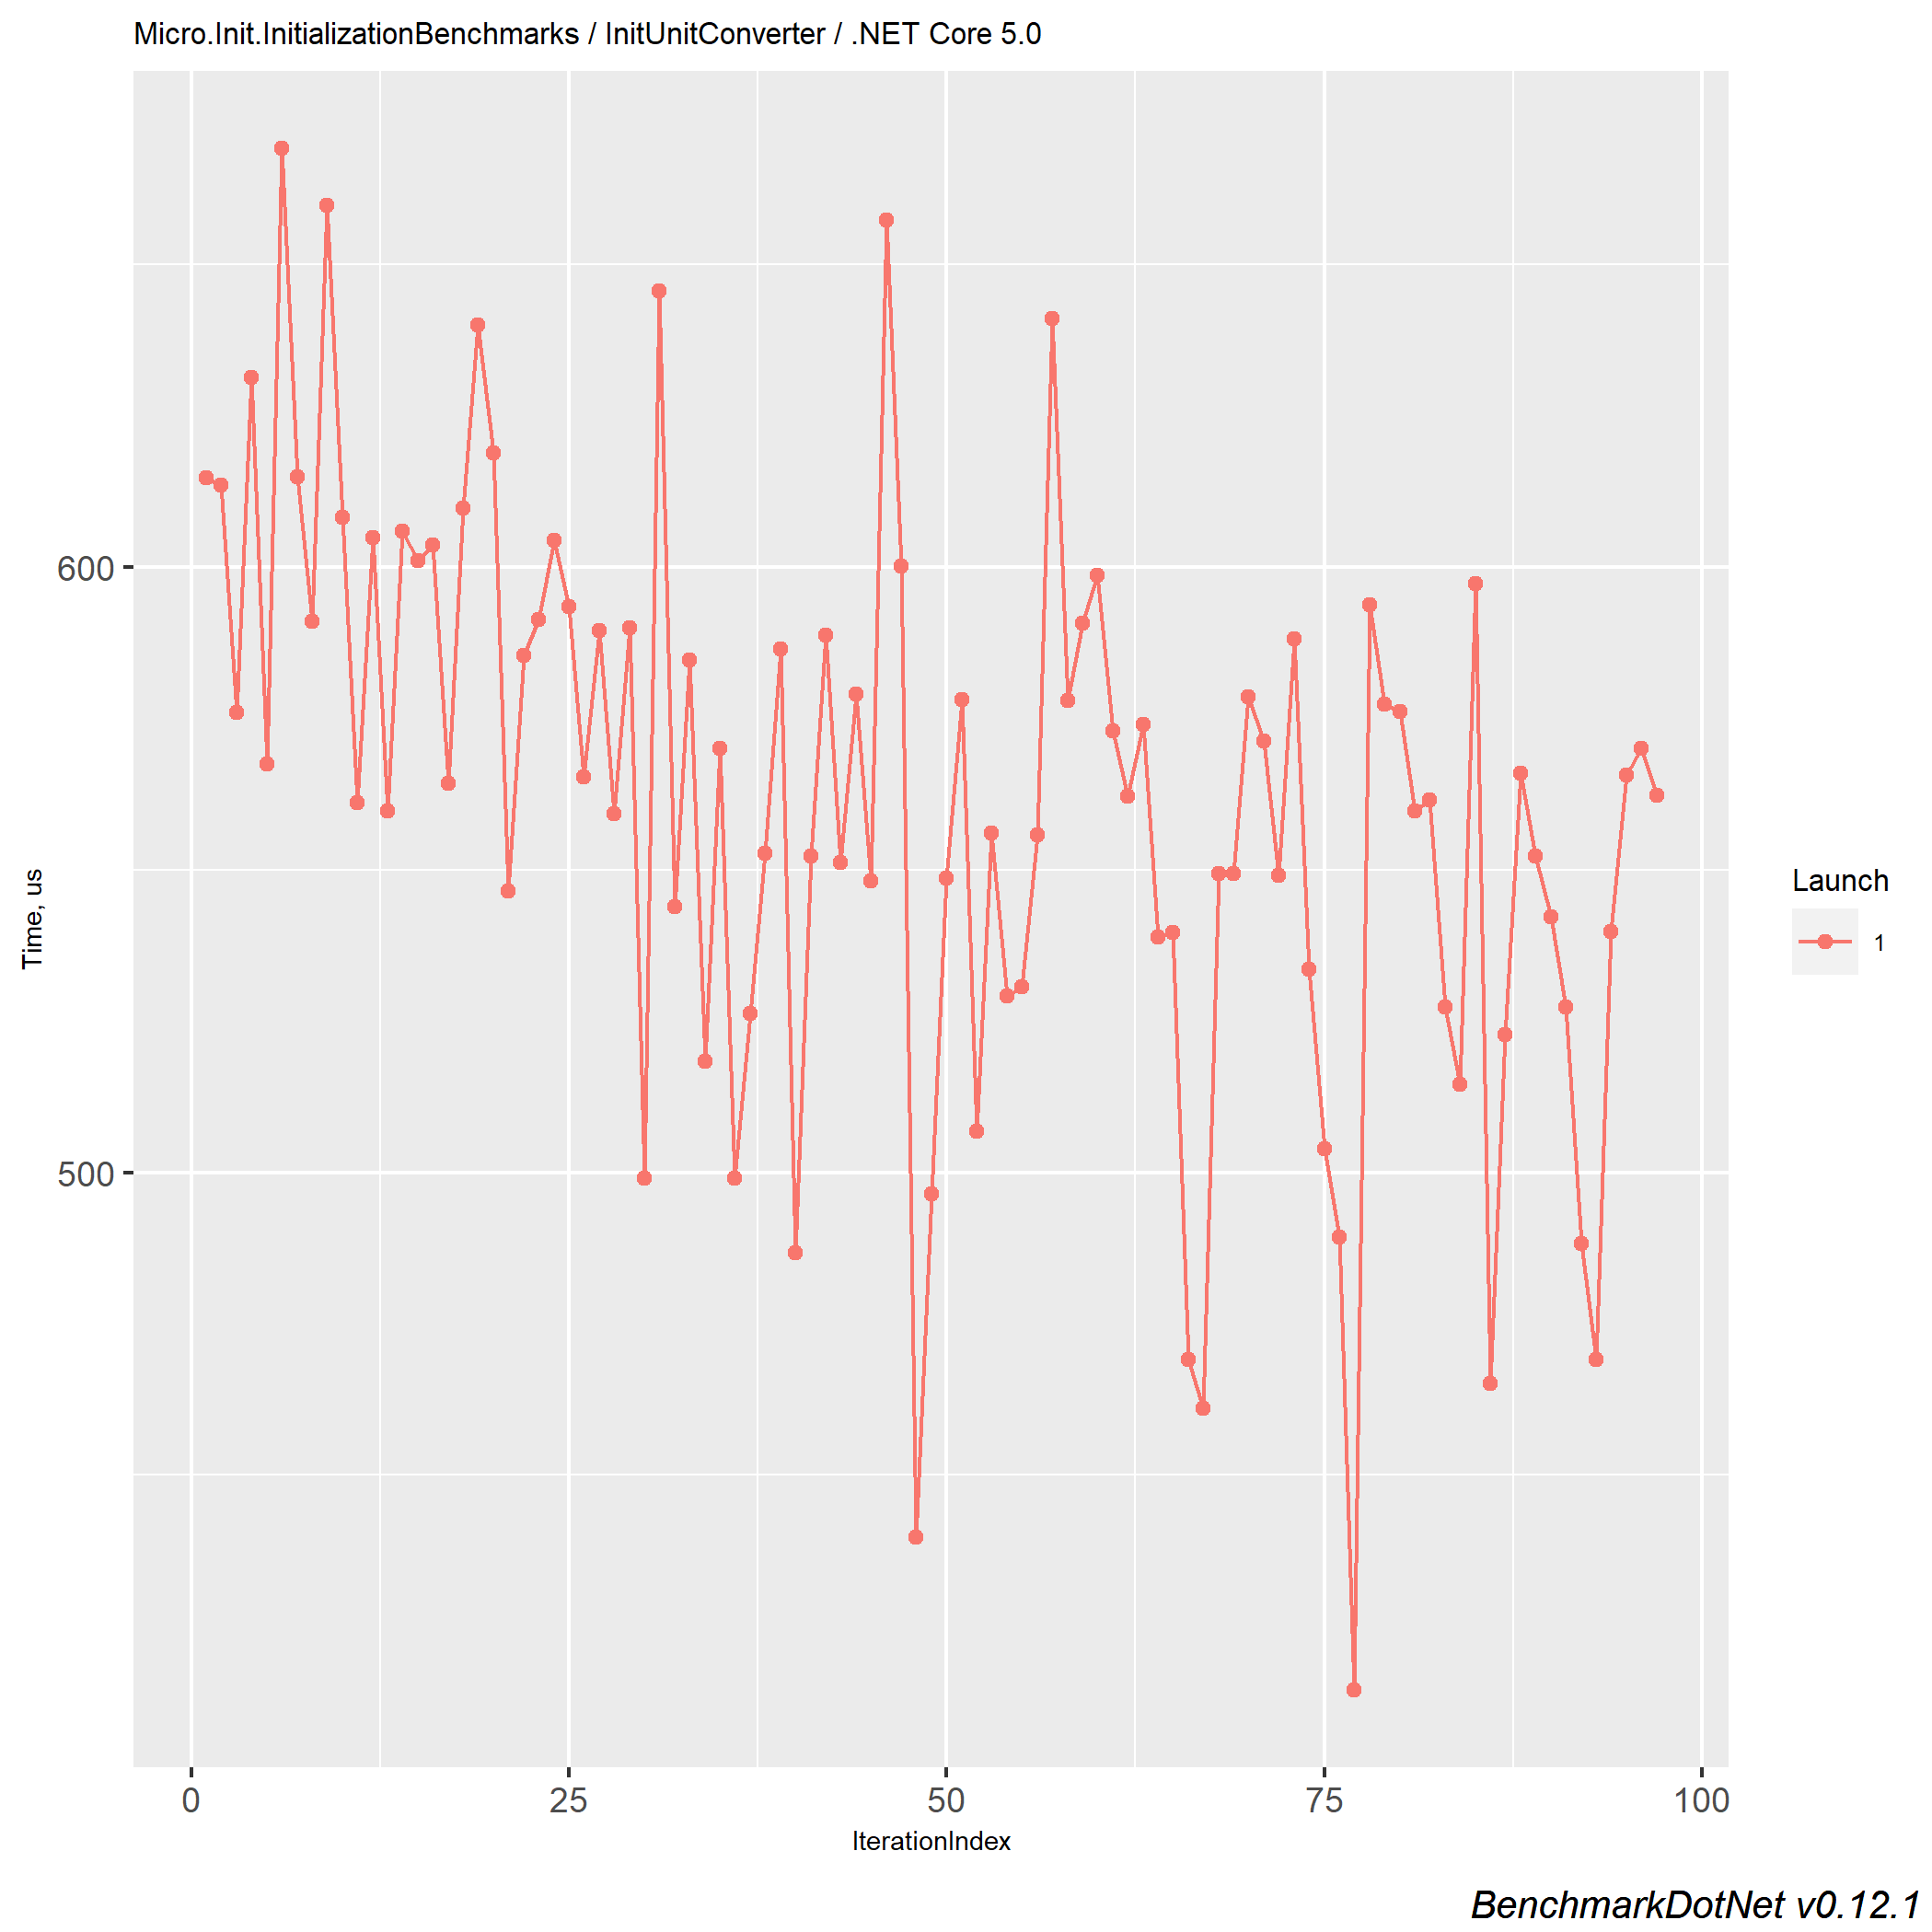 Micro.Init.InitializationBenchmarks / InitUnitConverter / .NET Core 5.0
600
500
Time, us
Launch
1
0 25 50 75 100
IterationIndex
BenchmarkDotNet v0.12.1